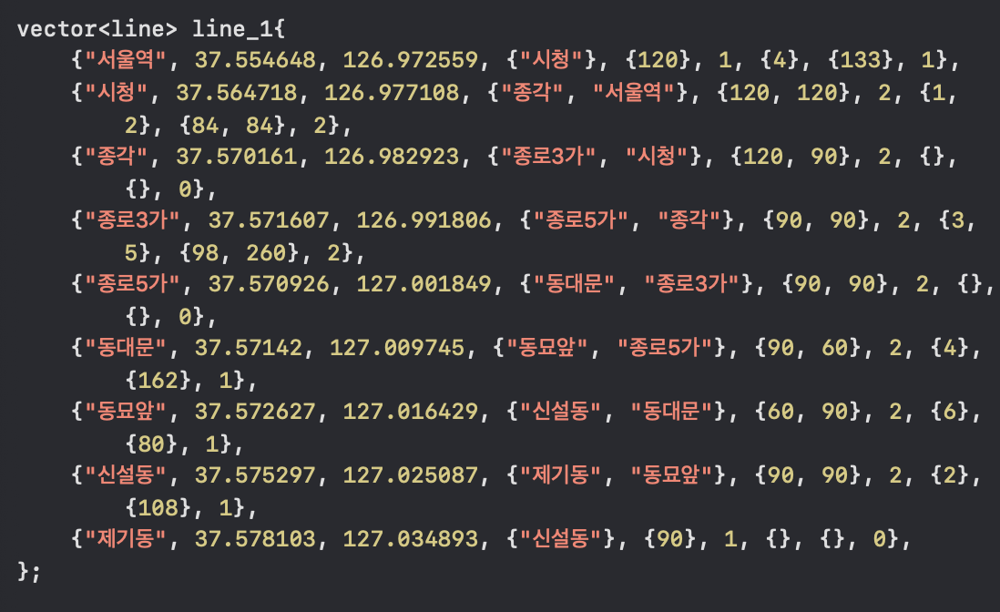 vector<line> line_1{
{"서울역", 37.554648, 126.972559, {"시청"}, {120}, 1, {4}, {133}, 1},
{"시청", 37.564718, 126.977108, {"종각", "서울역"}, {120, 120}, 2, {1,
2}, {84, 84}, 2},
{"종각", 37.570161, 126.982923, {"종로3가", "시청"}, {120, 90}, 2, {},
{}, 0},
{"종로3가", 37.571607, 126.991806, {"종로5가", "종각"}, {90, 90}, 2, {3,
5}, {98, 260}, 2},
{"종로5가", 37.570926, 127.001849, {"동대문", "종로3가"}, {90, 90}, 2, {},
{}, 0},
{"동대문", 37.57142, 127.009745, {"동묘앞", "종로5가"}, {90, 60}, 2, {4},
{162}, 1},
{"동묘앞", 37.572627, 127.016429, {"신설동", "동대문"}, {60, 90}, 2, {6},
{80}, 1},
{"신설동", 37.575297, 127.025087, {"제기동", "동묘앞"}, {90, 90}, 2, {2},
{108}, 1},
{"제기동", 37.578103, 127.034893, {"신설동"}, {90}, 1, {}, {}, 0},
};